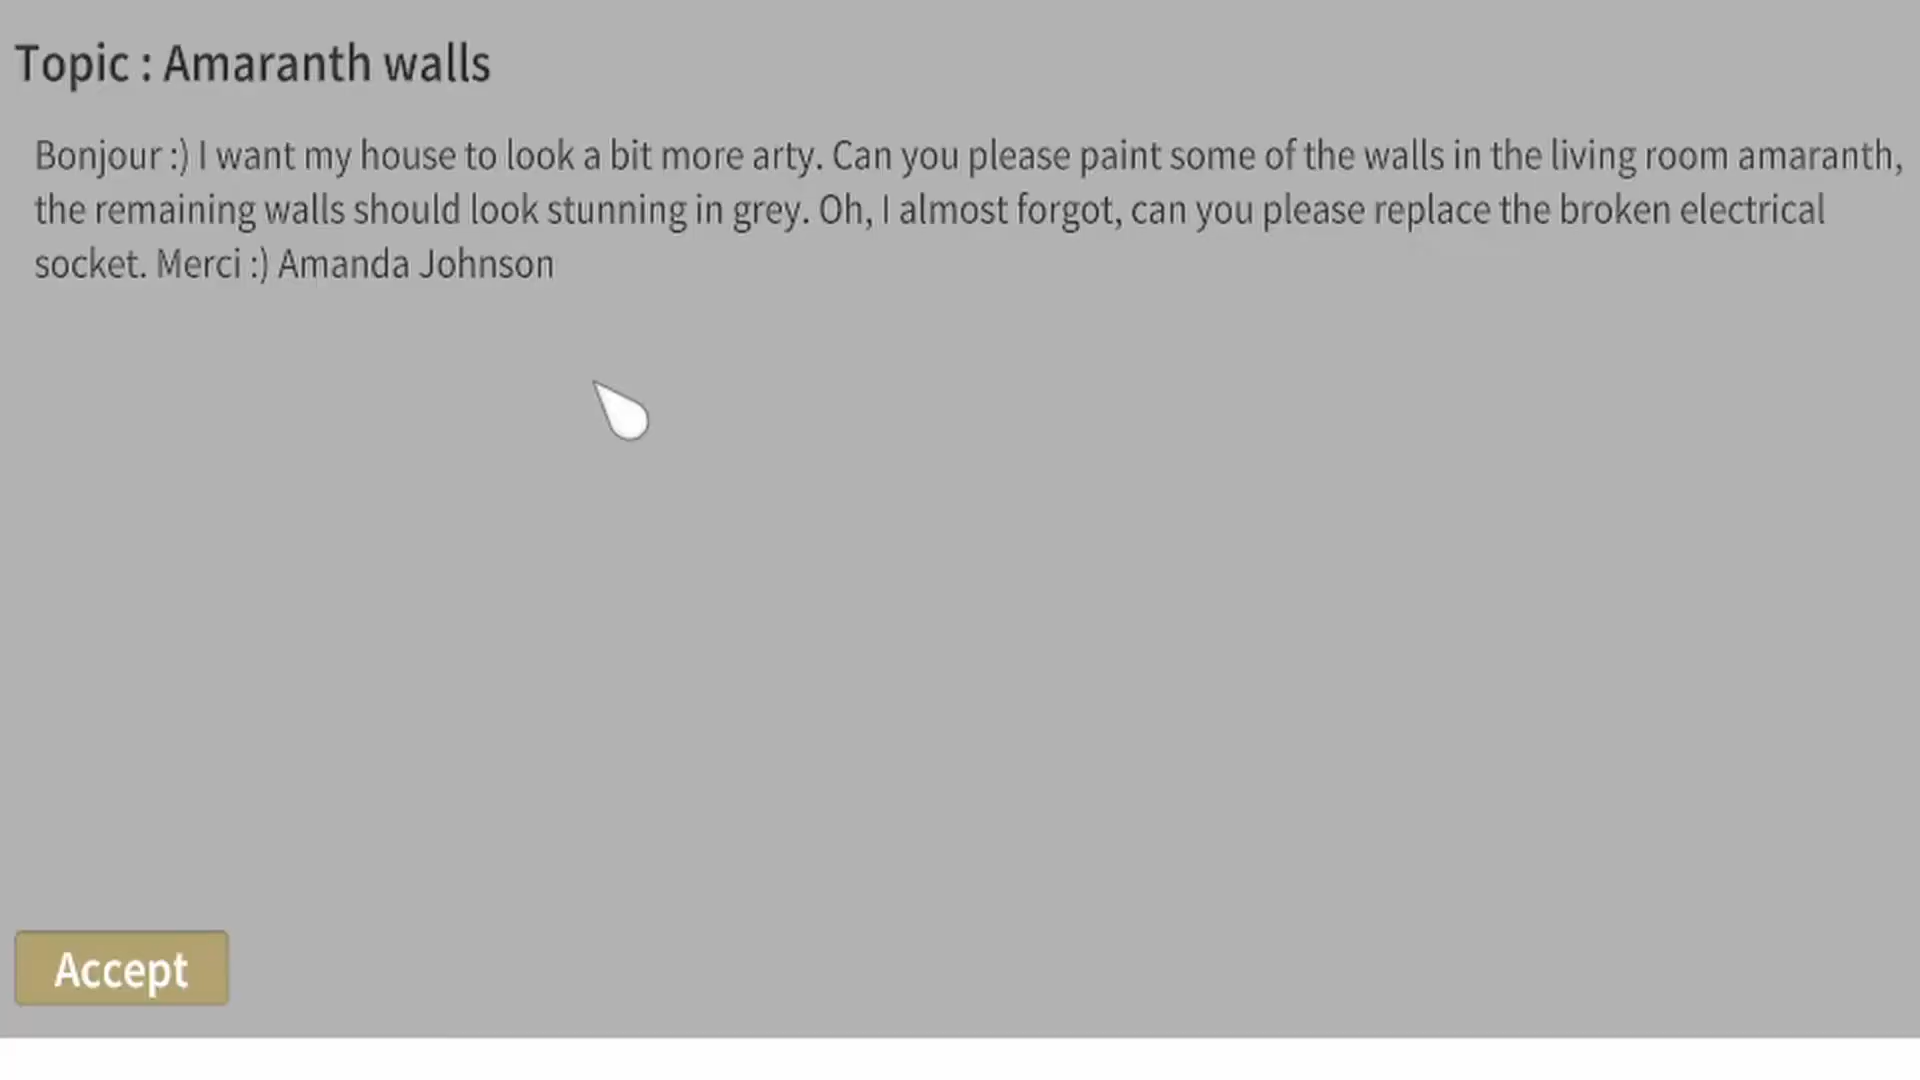 Topic : Amaranth walls
Bonjour :) I want my house to look a bit more arty. Can you please paint some of the walls in the living room amaranth,
the remaining walls should look stunning in grey. Oh, I almost forgot, can you please replace the broken electrical
socket. Merci :) Amanda Johnson
Accept